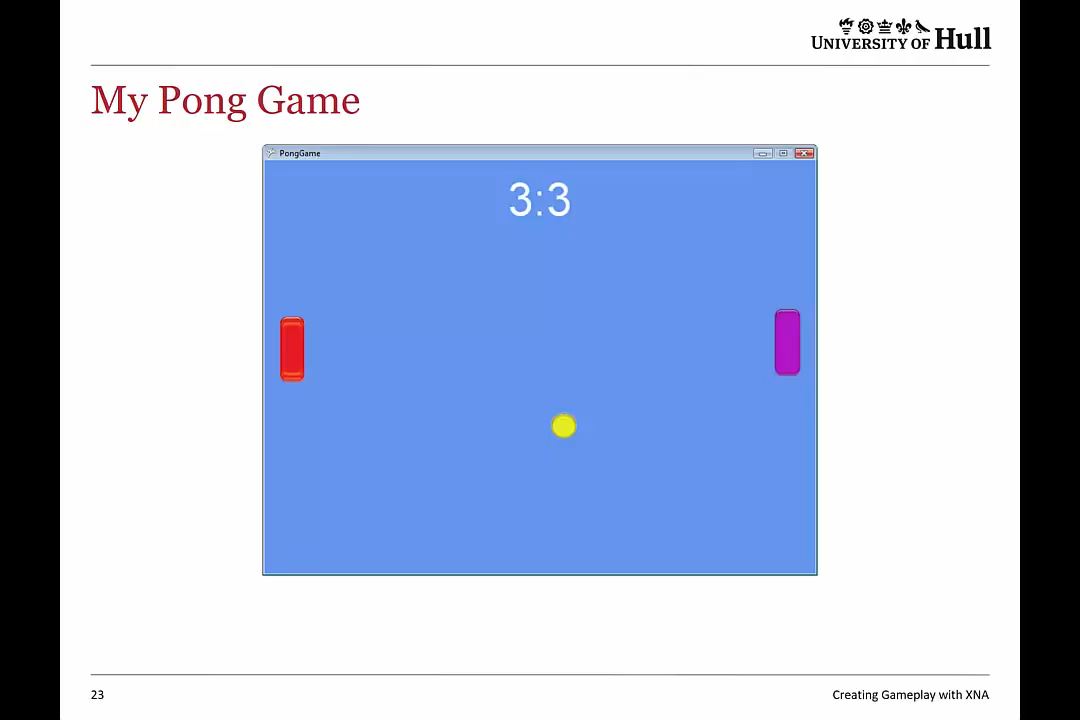 UNIVERSITY OF Hull
My Pong Game
PongGame
3:3
23
Creating Gameplay with XNA